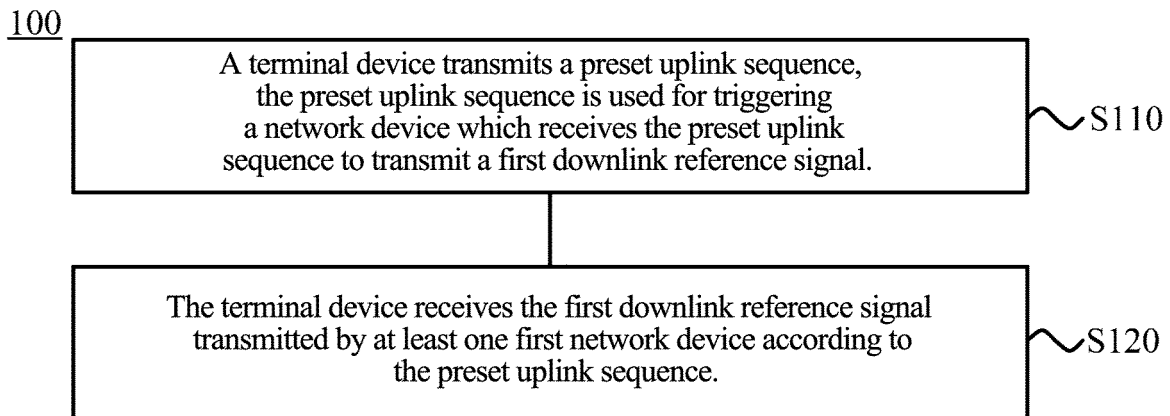 100
A terminal device transmits a preset uplink sequence,
the preset uplink sequence is used for triggering
a network device which receives the preset uplink
sequence to transmit a first downlink reference signal.
S110
The terminal device receives the first downlink reference signal
transmitted by at least one first network device according to
the preset uplink sequence.
S120